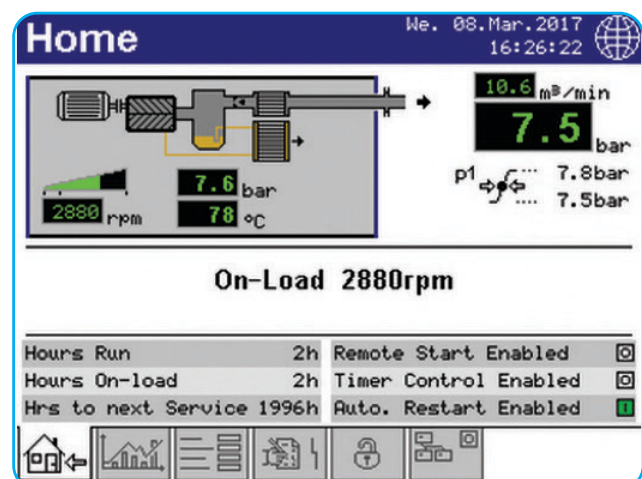 Home
We. 08.Mar.2017
16:26:22
10.6 m³/min
7.5 bar
p1 7.8bar
7.5bar
7.6 bar
2880 rpm
78 °C
On-Load 2880rpm
Hours Run 2h Remote Start Enabled
Hours On-load 2h Timer Control Enabled
Hrs to next Service 1996h Auto. Restart Enabled